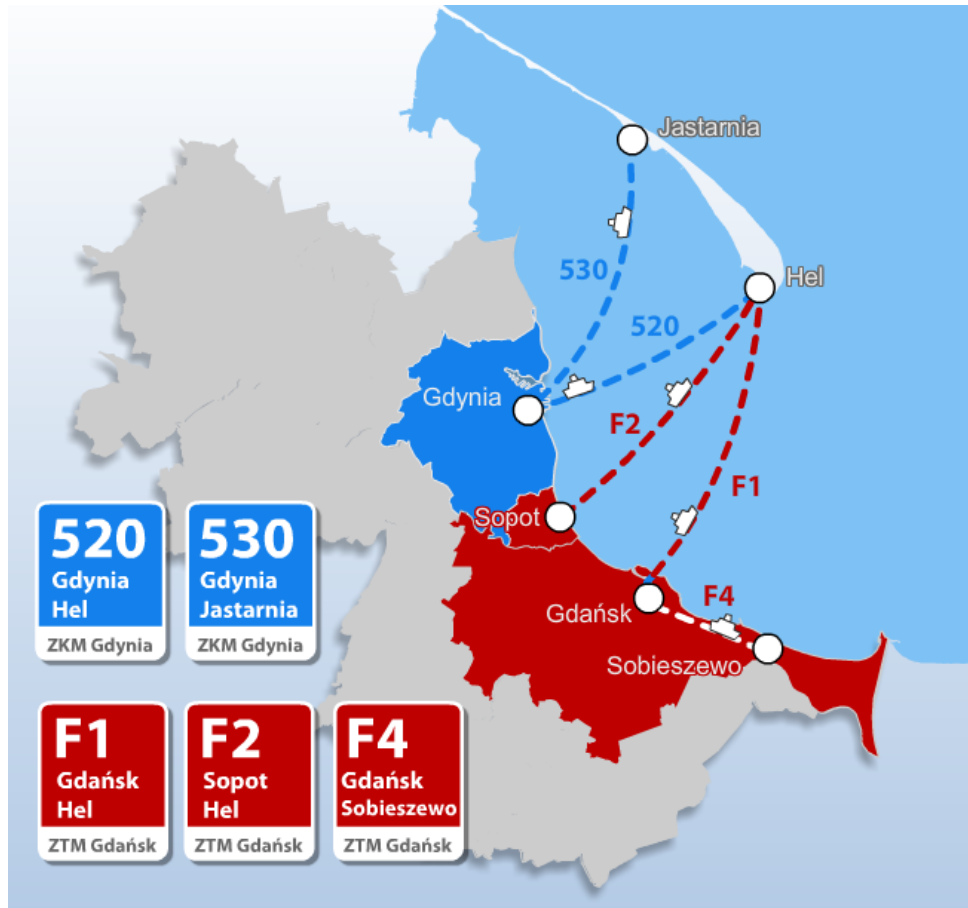 Jastarnia
Hel
530
520
Gdynia
F2
F1
Sopot
F4
Gdańsk
Sobieszewo
520
Gdynia
Hel
ZKM Gdynia
530
Gdynia
Jastarnia
ZKM Gdynia
F1
Gdańsk
Hel
ZTM Gdańsk
F2
Sopot
Hel
ZTM Gdańsk
F4
Gdańsk
Sobieszewo
ZTM Gdańsk